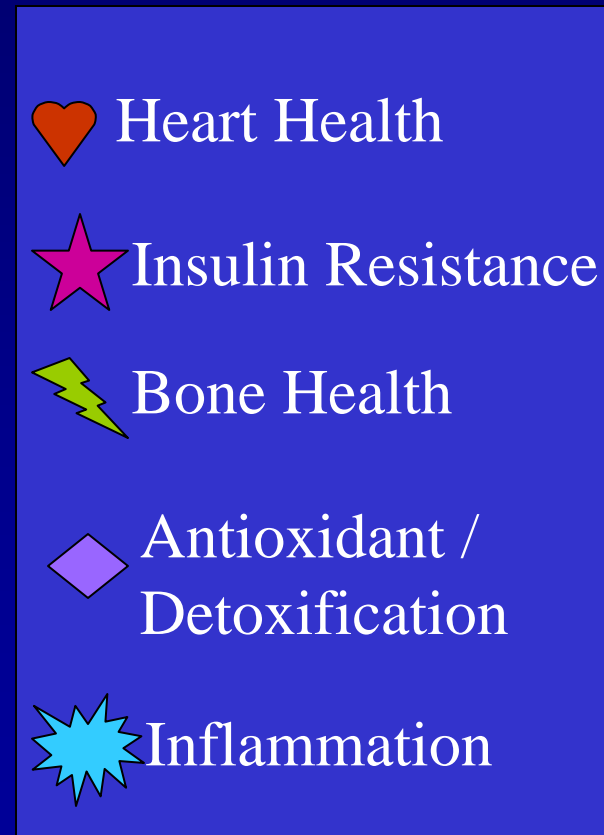 Heart Health
Insulin Resistance
Bone Health
Antioxidant /
Detoxification
Inflammation